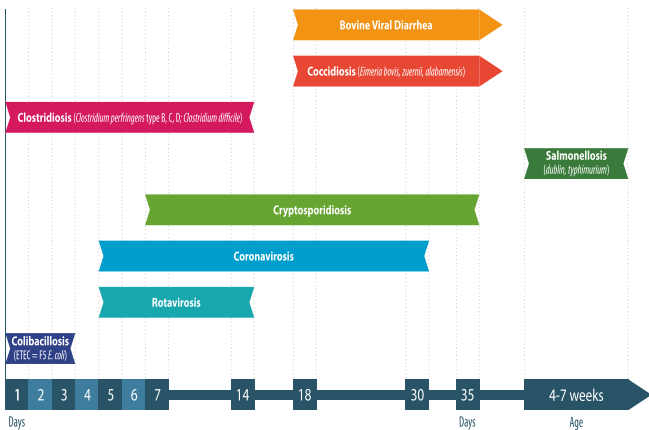 Bovine Viral Diarrhea
Coccidiosis (Eimeria bovis, zuernii, alabamensis)
Clostridiosis (Clostridium perfringens type B, C, D; Clostridium difficile)
Salmonellosis
(dublin, typhimurium)
Cryptosporidiosis
Coronavirosis
Rotavirosis
Colibacillosis
(ETEC = F5 E. coli)
1 2 3 4 5 6 7 14 18 30 35 4-7 weeks
Days Days Age